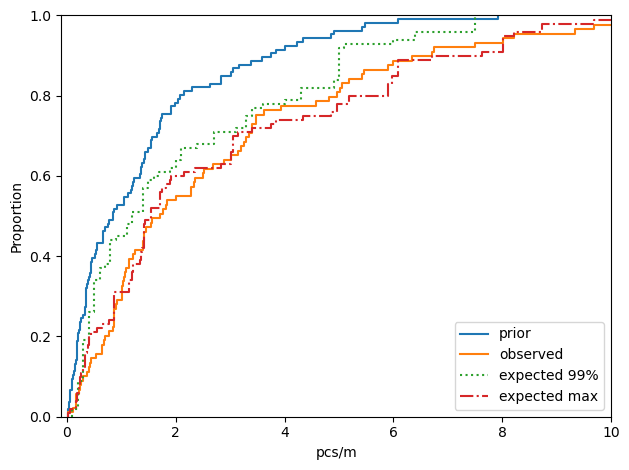 1.0
0.8
0.6
0.4
0.2
0.0
Proportion
0
2
4
6
8
10
pcs/m
prior
observed
expected 99%
expected max